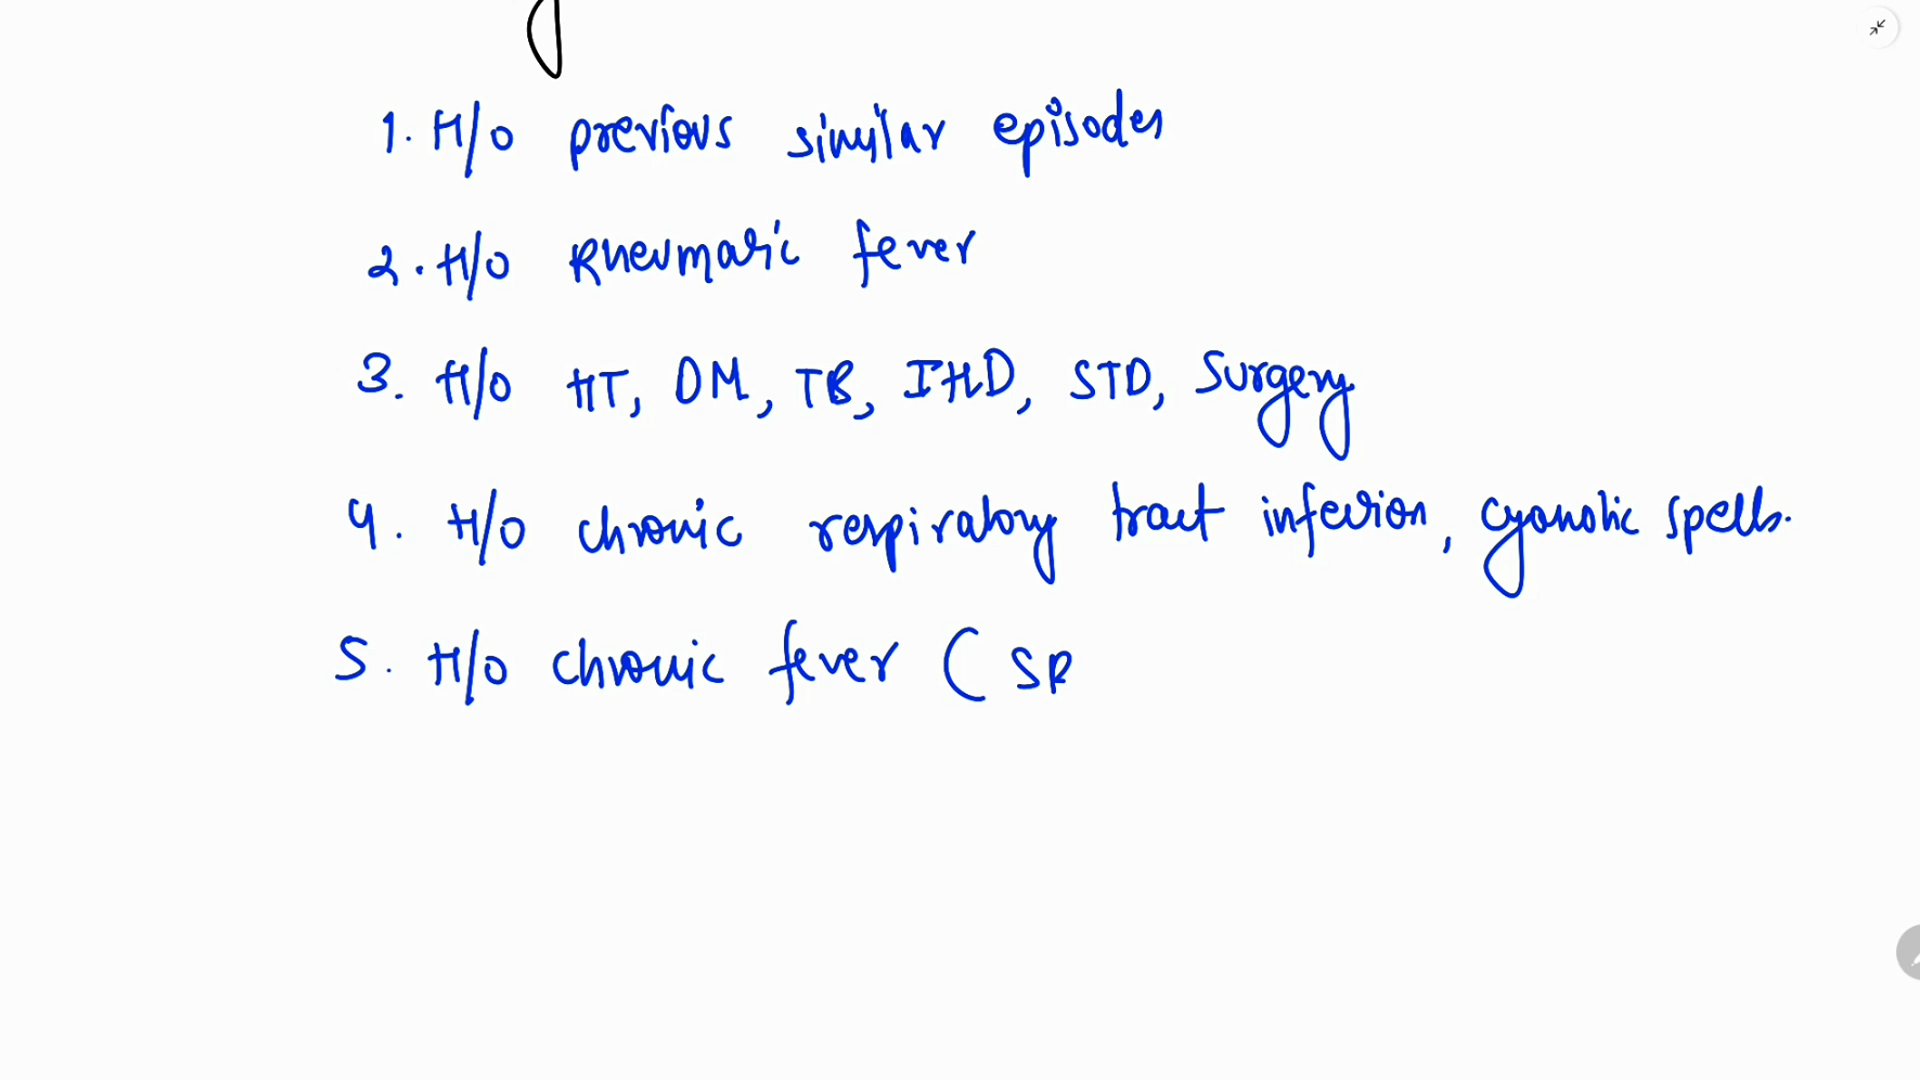 1. H/O previous similar episodes
2. H/O Rheumatic fever
3. H/O HT, DM, TB, IHD, STD, Surgery
4. H/O chronic respiratory tract infection, cyanotic spells.
5. H/O chronic fever ( SR